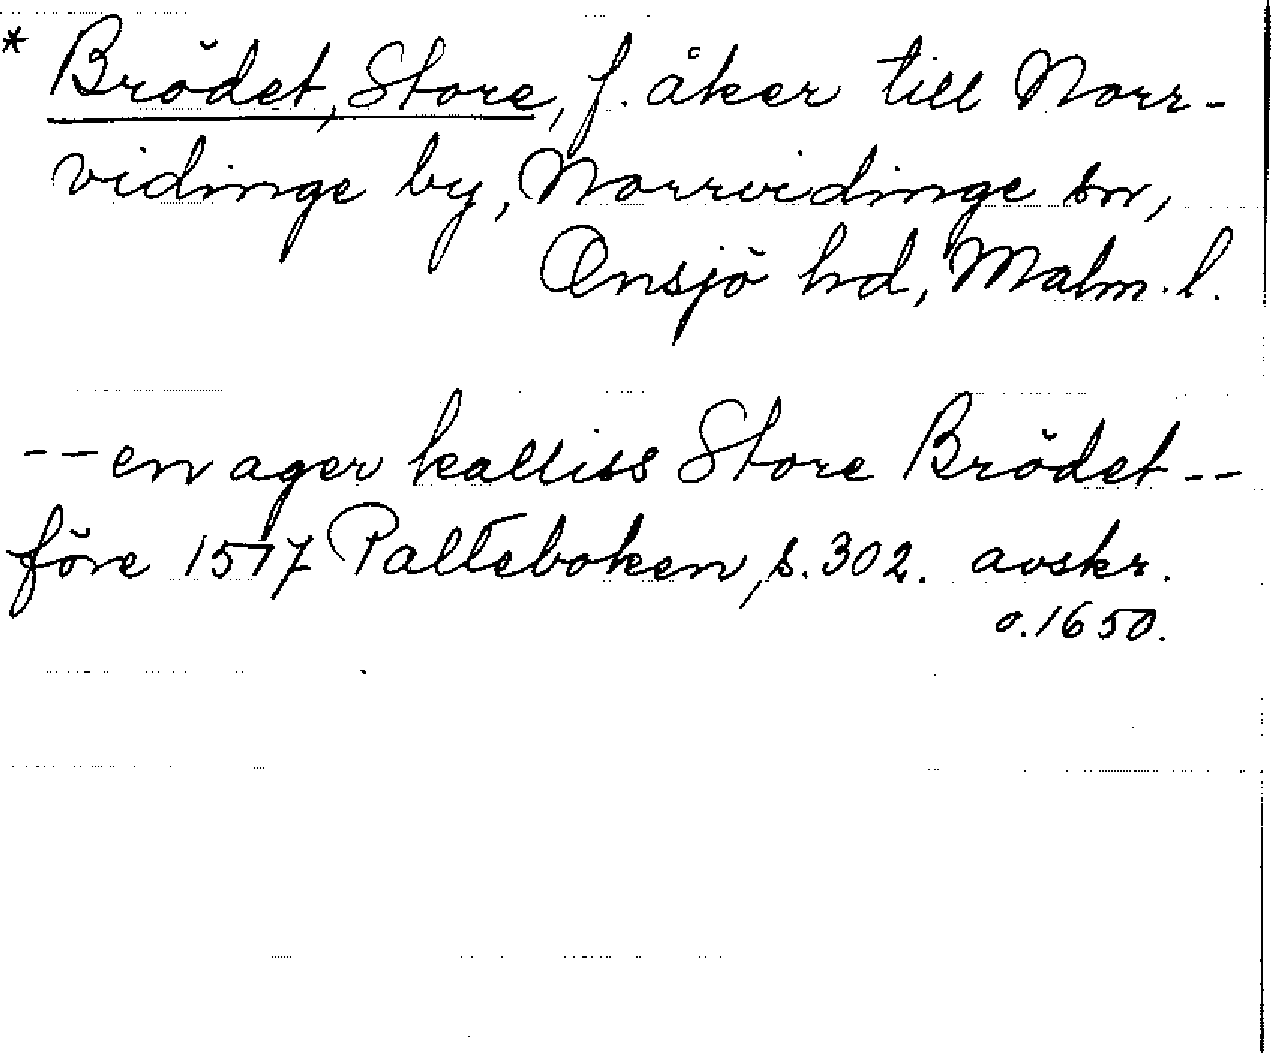 * Brödet, Store, f. åker till Norr-
vidinge by, Norrvidinge sn,
Onsjö hd, Malm. l.
-- en ager kalliss Store Brödet --
före 1517 Palteboken, s. 302. avskr.
o. 1650.